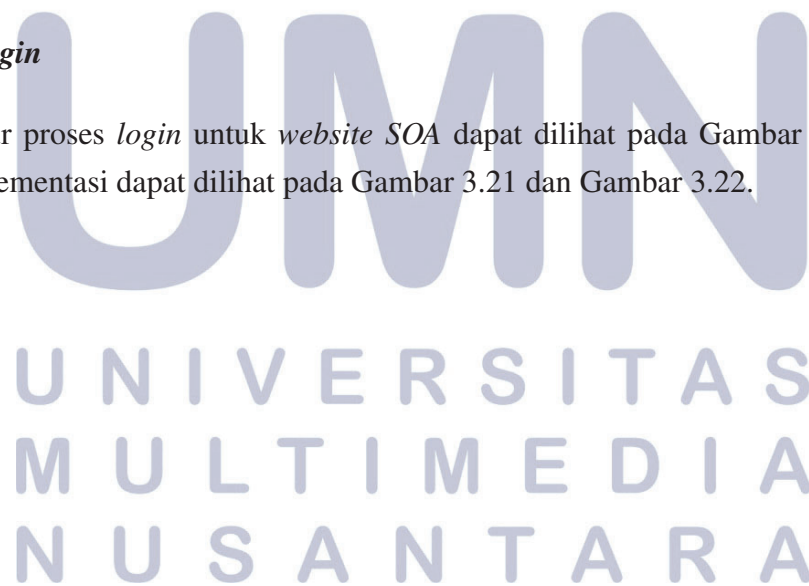 UMN
gin
r proses login untuk website SOA dapat dilihat pada Gambar
ementasi dapat dilihat pada Gambar 3.21 dan Gambar 3.22.
UNIVERSITAS
MULTIMEDIA
NUSANTARA